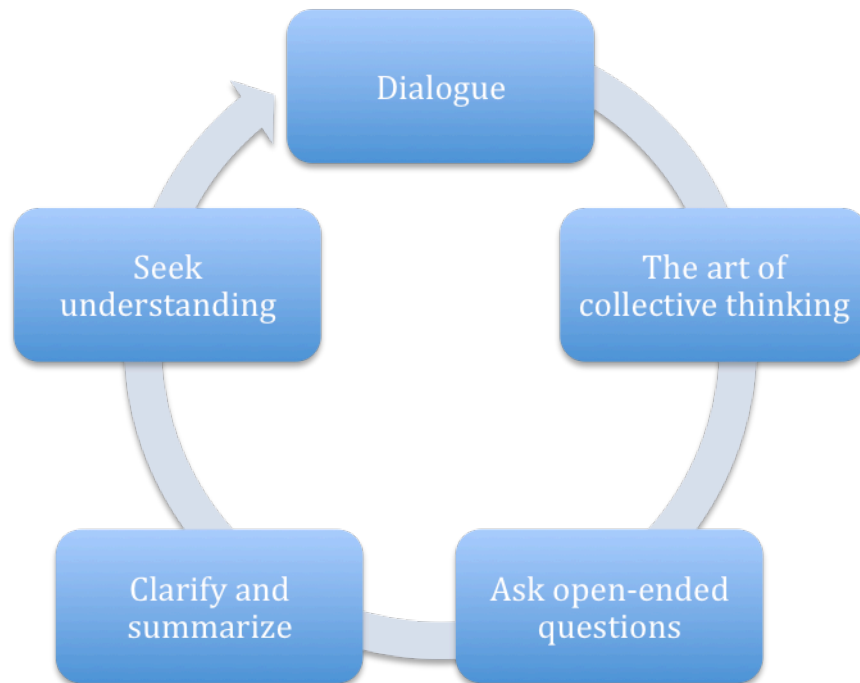 Dialogue
The art of
collective thinking
Ask open-ended
questions
Clarify and
summarize
Seek
understanding